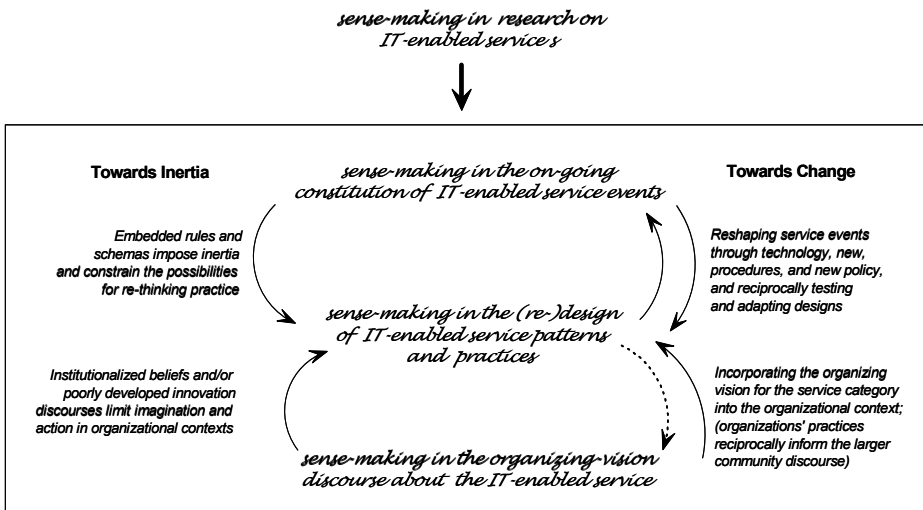 sense-making in research on
IT-enabled service s
Towards Inertia
sense-making in the on-going
constitution of IT-enabled service events
Towards Change
Embedded rules and
schemas impose inertia
and constrain the possibilities
for re-thinking practice
Reshaping service events
through technology, new,
procedures, and new policy,
and reciprocally testing
and adapting designs
sense-making in the (re-)design
of IT-enabled service patterns
and practices
Institutionalized beliefs and/or
poorly developed innovation
discourses limit imagination and
action in organizational contexts
Incorporating the organizing
vision for the service category
into the organizational context;
(organizations' practices
reciprocally inform the larger
community discourse)
sense-making in the organizing-vision
discourse about the IT-enabled service